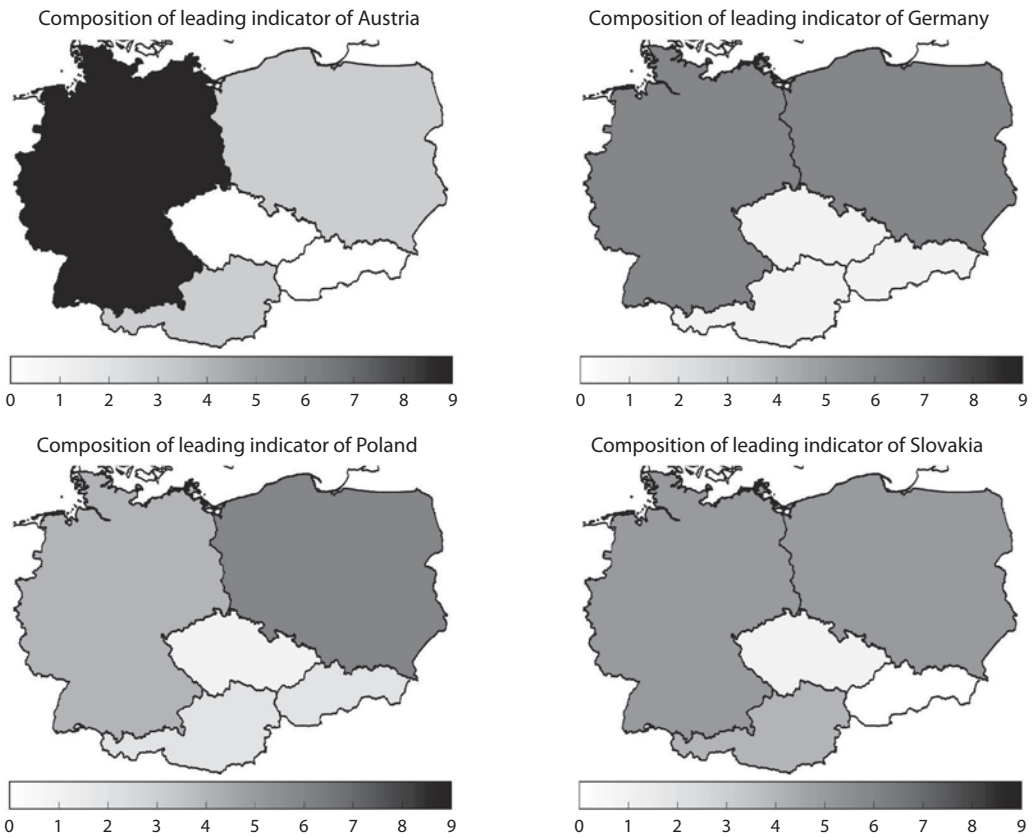 Composition of leading indicator of Austria
Composition of leading indicator of Germany
0 1 2 3 4 5 6 7 8 9
0 1 2 3 4 5 6 7 8 9
Composition of leading indicator of Poland
Composition of leading indicator of Slovakia
0 1 2 3 4 5 6 7 8 9
0 1 2 3 4 5 6 7 8 9